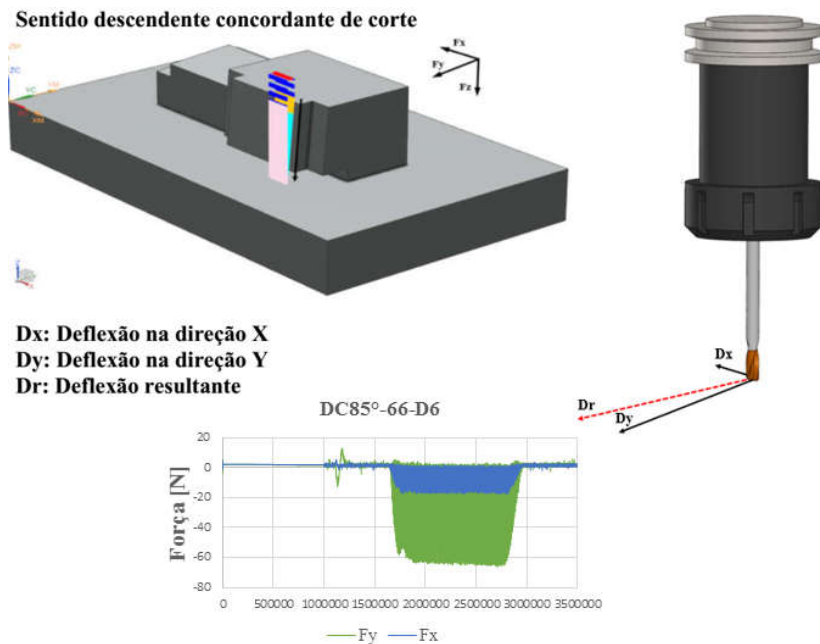 Sentido descendente concordante de corte
Fx
Fy
Fz
Dx: Deflexão na direção X
Dy: Deflexão na direção Y
Dr: Deflexão resultante
Dx
Dr
Dy
DC85°-66-D6
Força [N]
20
0
-20
-40
-60
-80
0 500000 1000000 1500000 2000000 2500000 3000000 3500000
Fy Fx